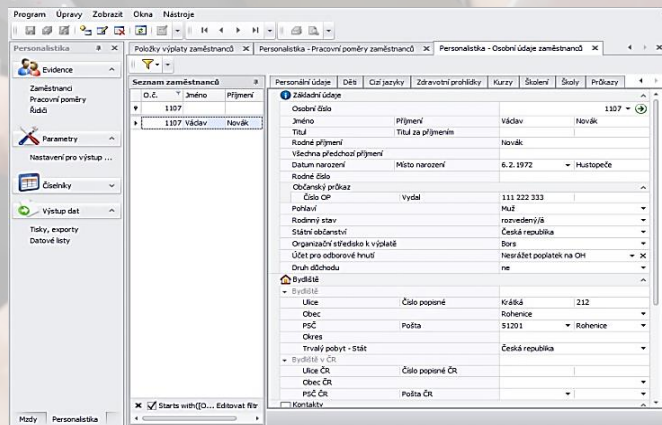 Program Úpravy Zobrazit Okna Nástroje
Personalistika
Položky výplaty zaměstnanců
Personalistika - Pracovní poměry zaměstnanců
Personalistika - Osobní údaje zaměstnanců
Evidence
Zaměstnanci
Pracovní poměry
Řidiči
Parametry
Nastavení pro výstup ...
Číselníky
Výstup dat
Tisky, exporty
Datové listy
Mzdy Personalistika
Seznam zaměstnanců
O.č. Jméno Příjmení
1107
1107 Václav Novák
Starts with([O... Editovat filtr
Personální údaje Děti Cizí jazyky Zdravotní prohlídky Kurzy Školení Školy Průkazy
Základní údaje
Osobní číslo 1107
Jméno Příjmení Václav Novák
Titul Titul za příjmením
Rodné příjmení Novák
Všechna předchozí příjmení
Datum narození Místo narození 6.2.1972 Hustopeče
Rodné číslo
Občanský průkaz
Číslo OP Vydal 111 222 333
Pohlaví Muž
Rodinný stav rozvedený/á
Státní občanství Česká republika
Organizační středisko k výplatě Bors
Účet pro odborové hnutí Nesrážet poplatek na OH
Druh důchodu ne
Bydliště
Bydliště
Ulice Číslo popisné Krátká 212
Obec Rohenice
PSČ Pošta 51201 Rohenice
Okres
Trvalý pobyt - Stát Česká republika
Bydliště v ČR
Ulice ČR Číslo popisné ČR
Obec ČR
PSČ ČR Pošta ČR
Kontakty